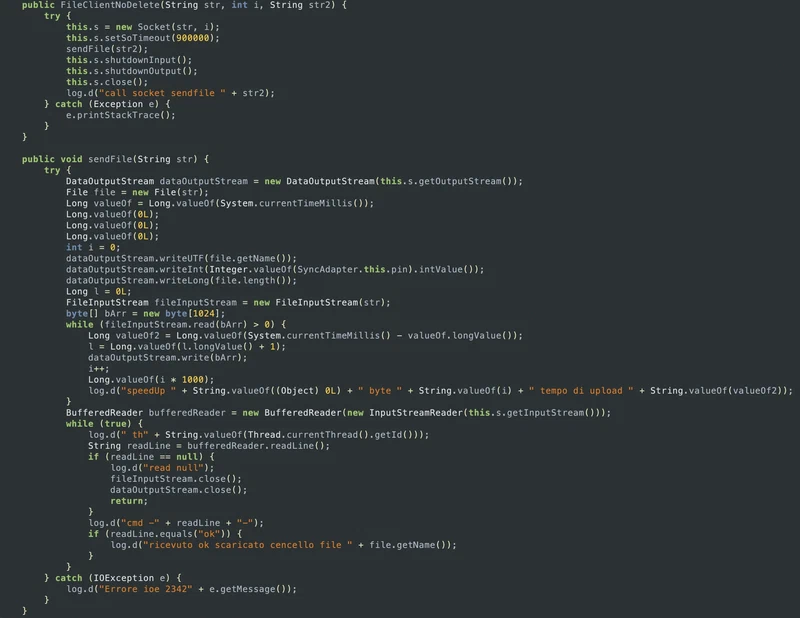 public FileClientNoDelete(String str, int i, String str2) {
try {
this.s = new Socket(str, i);
this.s.setSoTimeout(900000);
sendFile(str2);
this.s.shutdownInput();
this.s.shutdownOutput();
this.s.close();
log.d("call socket sendfile " + str2);
} catch (Exception e) {
e.printStackTrace();
}
}
public void sendFile(String str) {
try {
DataOutputStream dataOutputStream = new DataOutputStream(this.s.getOutputStream());
File file = new File(str);
Long valueOf = Long.valueOf(System.currentTimeMillis());
Long.valueOf(0L);
Long.valueOf(0L);
Long.valueOf(0L);
int i = 0;
dataOutputStream.writeUTF(file.getName());
dataOutputStream.writeInt(Integer.valueOf(SyncAdapter.this.pin).intValue());
dataOutputStream.writeLong(file.length());
Long l = 0L;
FileInputStream fileInputStream = new FileInputStream(str);
byte[] bArr = new byte[1024];
while (fileInputStream.read(bArr) > 0) {
Long valueOf2 = Long.valueOf(System.currentTimeMillis() - valueOf.longValue());
l = Long.valueOf(l.longValue() + 1);
dataOutputStream.write(bArr);
i++;
Long.valueOf(i * 1000);
log.d("speedUp " + String.valueOf((Object) 0L) + " byte " + String.valueOf(i) + " tempo di upload " + String.valueOf(valueOf2));
}
BufferedReader bufferedReader = new BufferedReader(new InputStreamReader(this.s.getInputStream()));
while (true) {
log.d(" th" + String.valueOf(Thread.currentThread().getId()));
String readLine = bufferedReader.readLine();
if (readLine == null) {
log.d("read null");
fileInputStream.close();
dataOutputStream.close();
return;
}
log.d("cmd -" + readLine + "-");
if (readLine.equals("ok")) {
log.d("ricevuto ok scaricato cencello file " + file.getName());
}
}
} catch (IOException e) {
log.d("Errore ioe 2342" + e.getMessage());
}
}